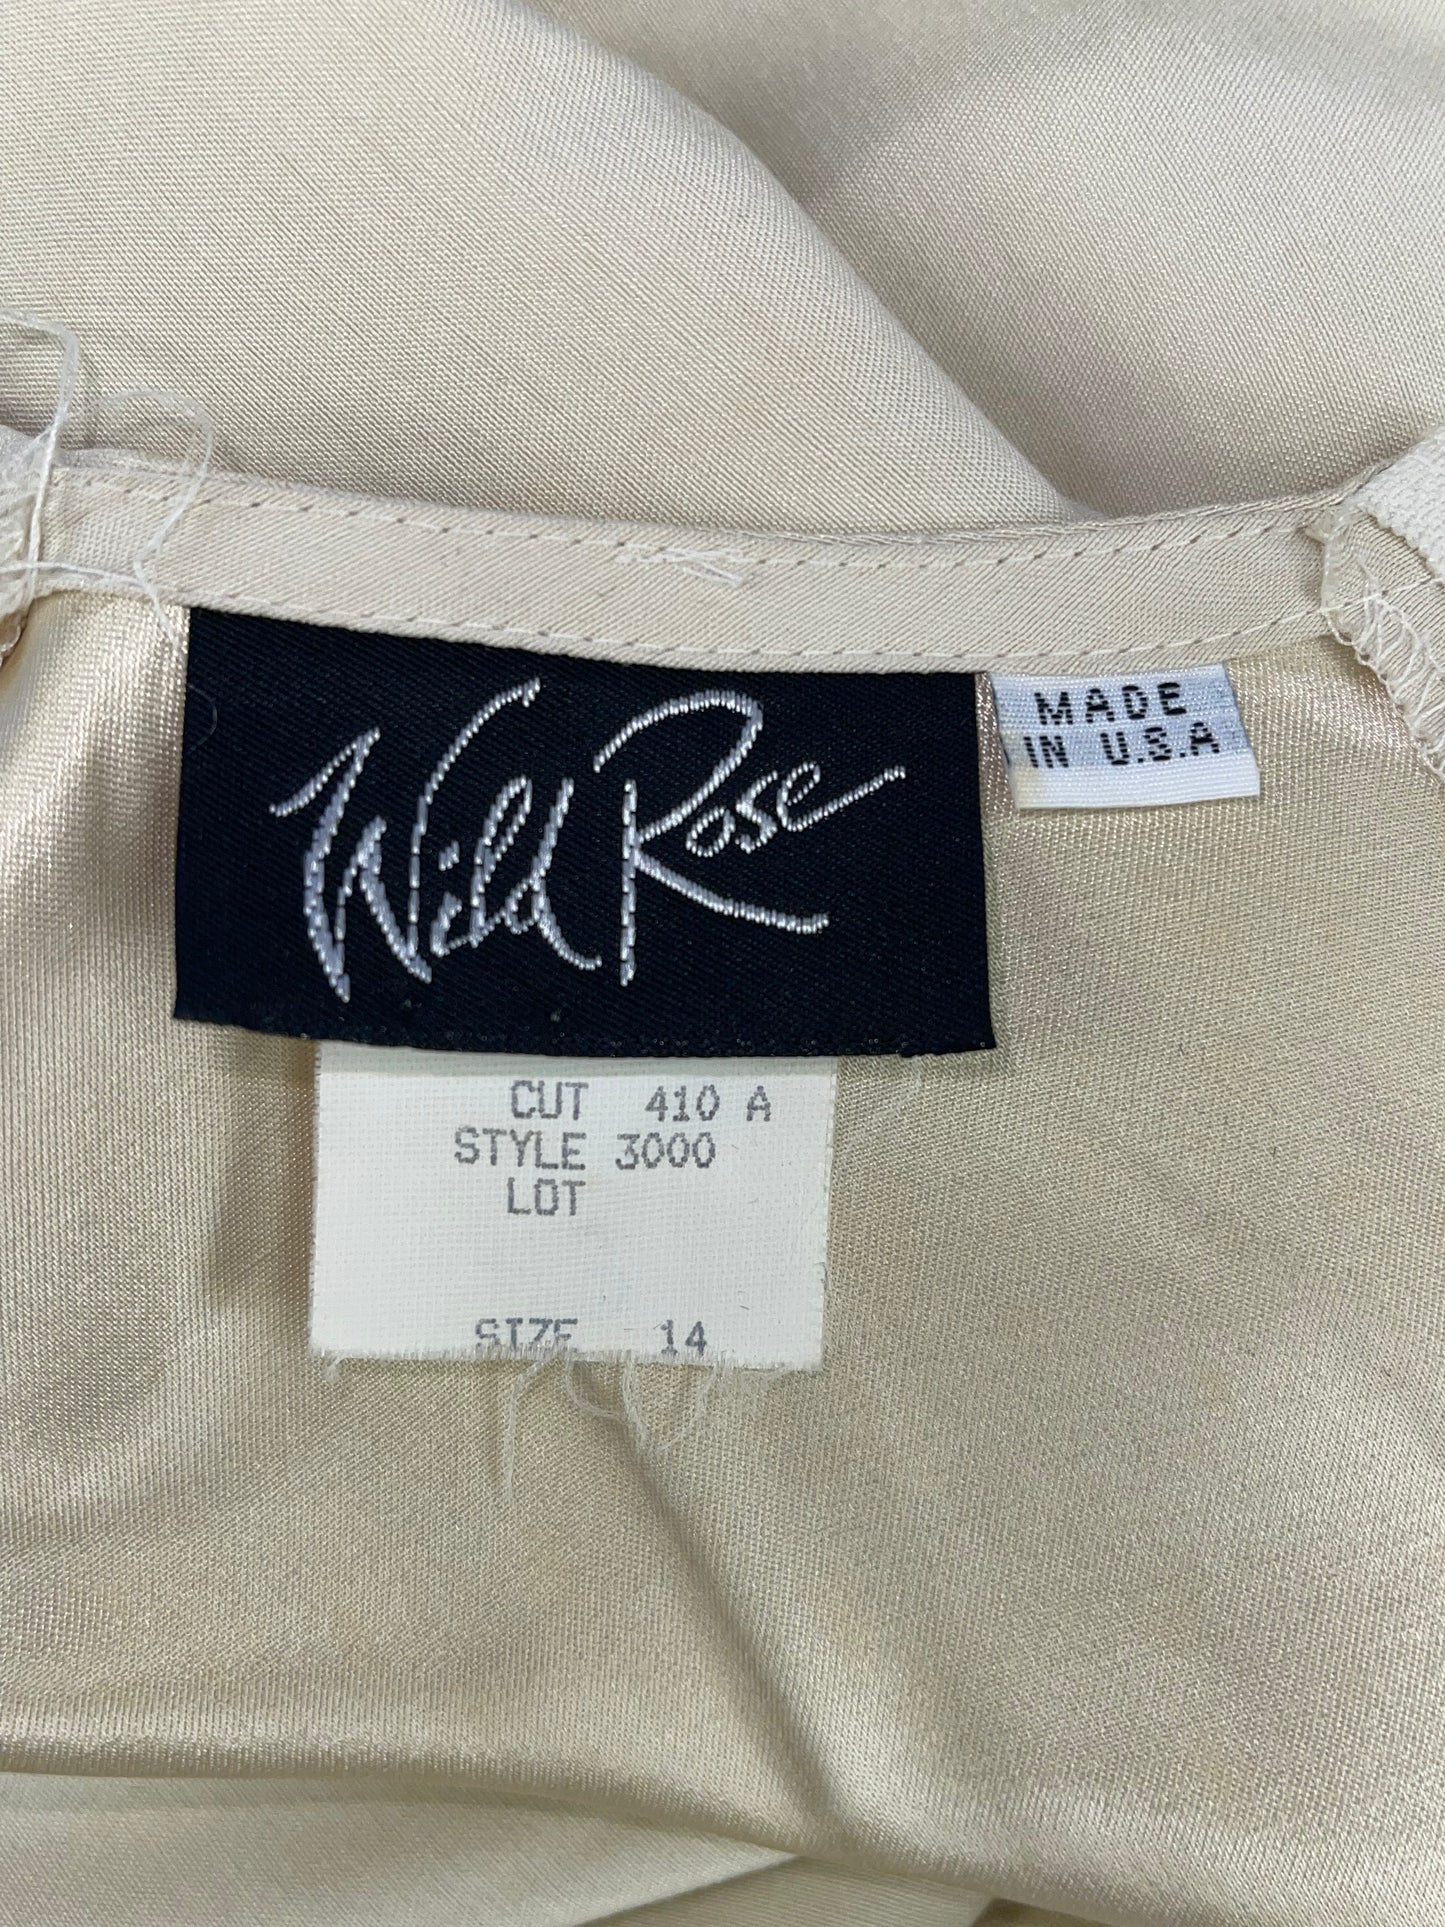 Wild Rose
MADE
IN U.S.A
CUT 410 A
STYLE 3000
LOT
SIZE 14